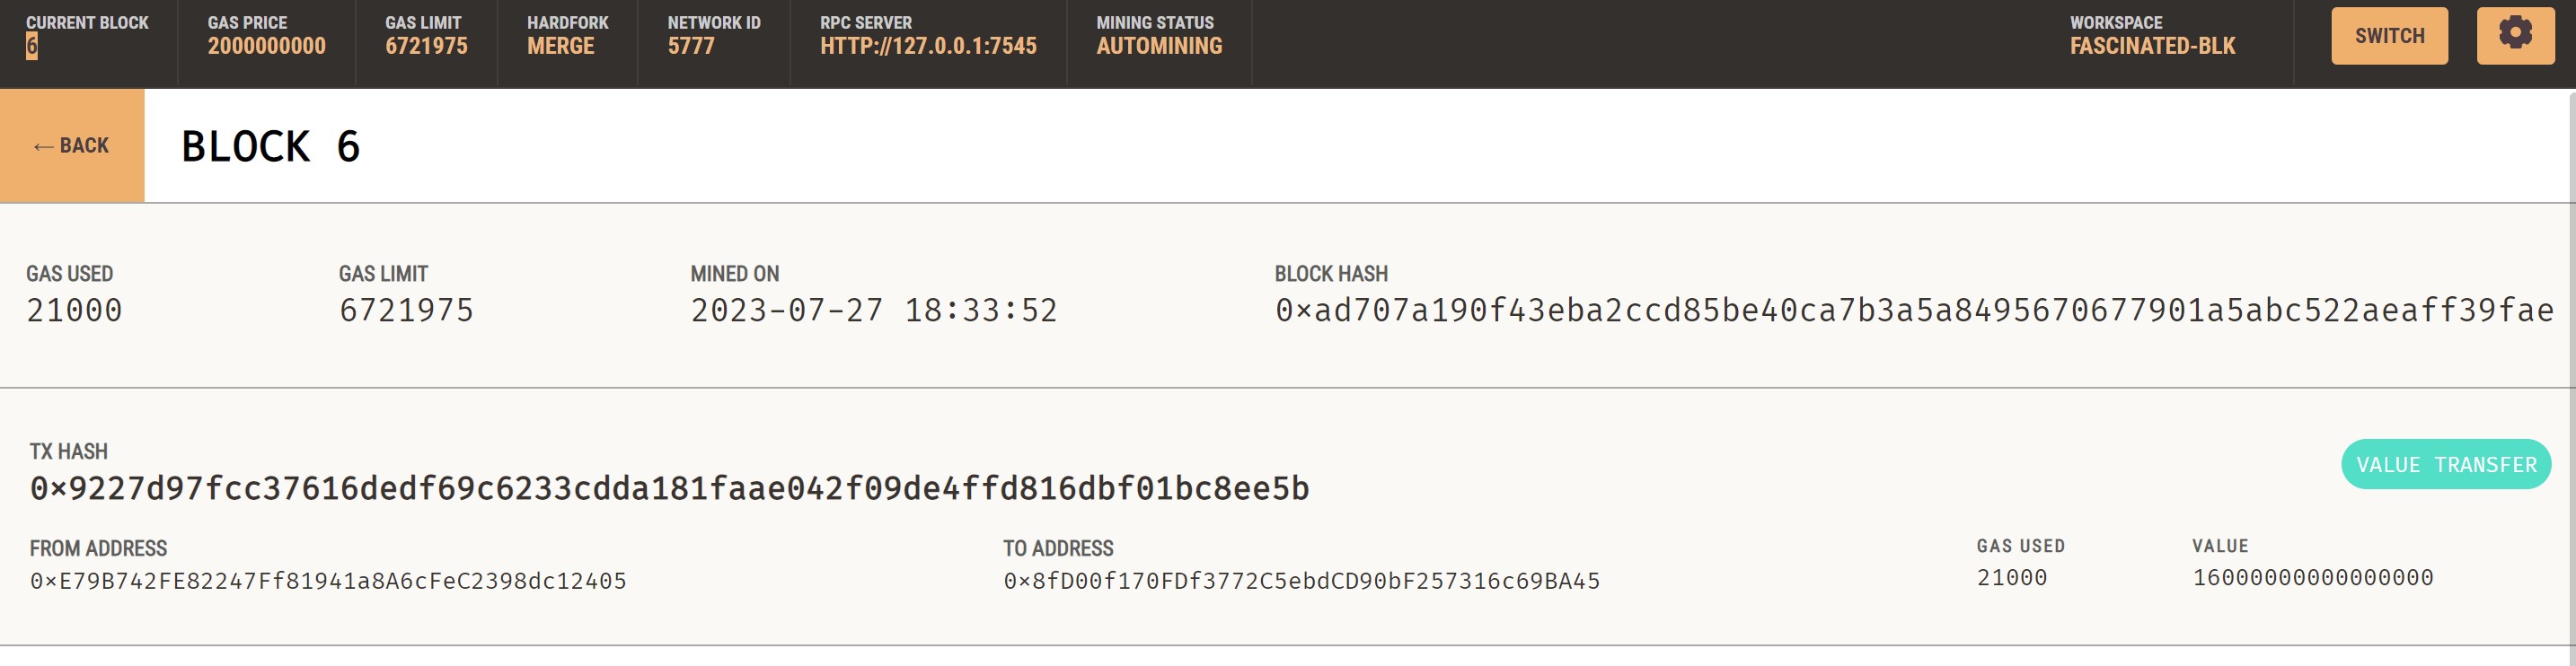 CURRENT BLOCK GAS PRICE GAS LIMIT HARDFORK NETWORK ID RPC SERVER MINING STATUS WORKSPACE
6 2000000000 6721975 MERGE 5777 HTTP://127.0.0.1:7545 AUTOMINING FASCINATED-BLK SWITCH
← BACK BLOCK 6
GAS USED GAS LIMIT MINED ON BLOCK HASH
21000 6721975 2023-07-27 18:33:52 0×ad707a190f43eba2ccd85be40ca7b3a5a8495670677901a5abc522aeaff39fae
TX HASH
0×9227d97fcc37616dedf69c6233cdda181faae042f09de4ffd816dbf01bc8ee5b VALUE TRANSFER
FROM ADDRESS TO ADDRESS GAS USED VALUE
0×E79B742FE82247Ff81941a8A6cFeC2398dc12405 0×8fD00f170FDf3772C5ebdCD90bF257316c69BA45 21000 16000000000000000